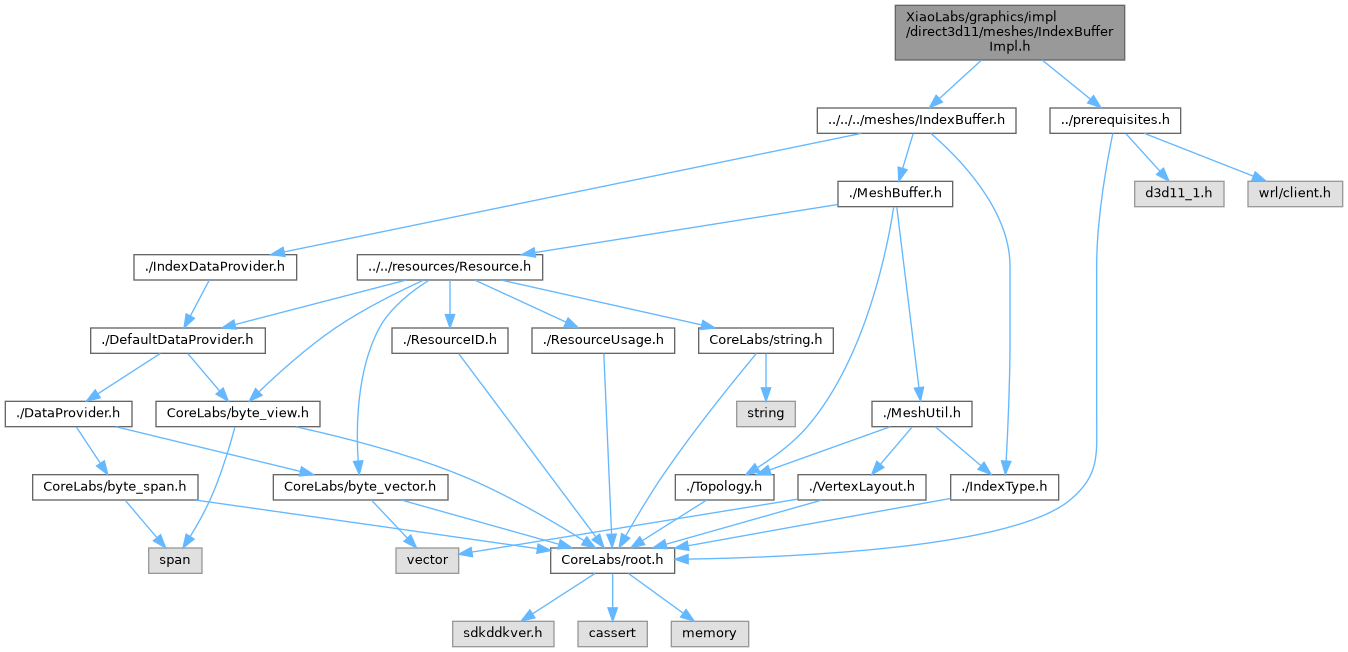 XiaoLabs/graphics/impl
/direct3d11/meshes/IndexBuffer
Impl.h
../../../meshes/IndexBuffer.h
../prerequisites.h
./MeshBuffer.h
d3d11_1.h
wrl/client.h
./IndexDataProvider.h
../../resources/Resource.h
./DefaultDataProvider.h
./ResourceID.h
./ResourceUsage.h
CoreLabs/string.h
./DataProvider.h
CoreLabs/byte_view.h
string
./MeshUtil.h
CoreLabs/byte_span.h
CoreLabs/byte_vector.h
./Topology.h
./VertexLayout.h
./IndexType.h
span
vector
CoreLabs/root.h
sdkddkver.h
cassert
memory